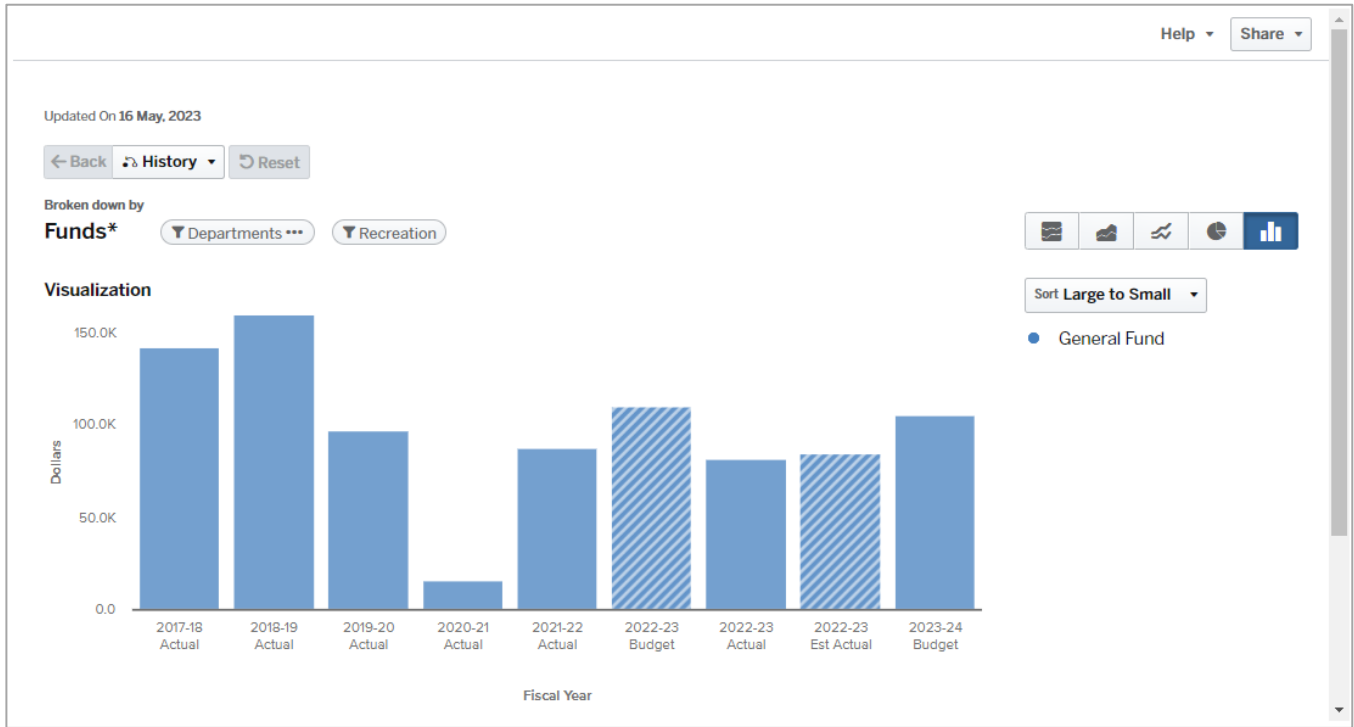 Help
Share
Updated On 16 May, 2023
Back
History
Reset
Broken down by
Funds*
Departments •••
Recreation
Visualization
Sort Large to Small
General Fund
150.0K
100.0K
50.0K
0.0
Dollars
2017-18 Actual
2018-19 Actual
2019-20 Actual
2020-21 Actual
2021-22 Actual
2022-23 Budget
2022-23 Actual
2022-23 Est Actual
2023-24 Budget
Fiscal Year